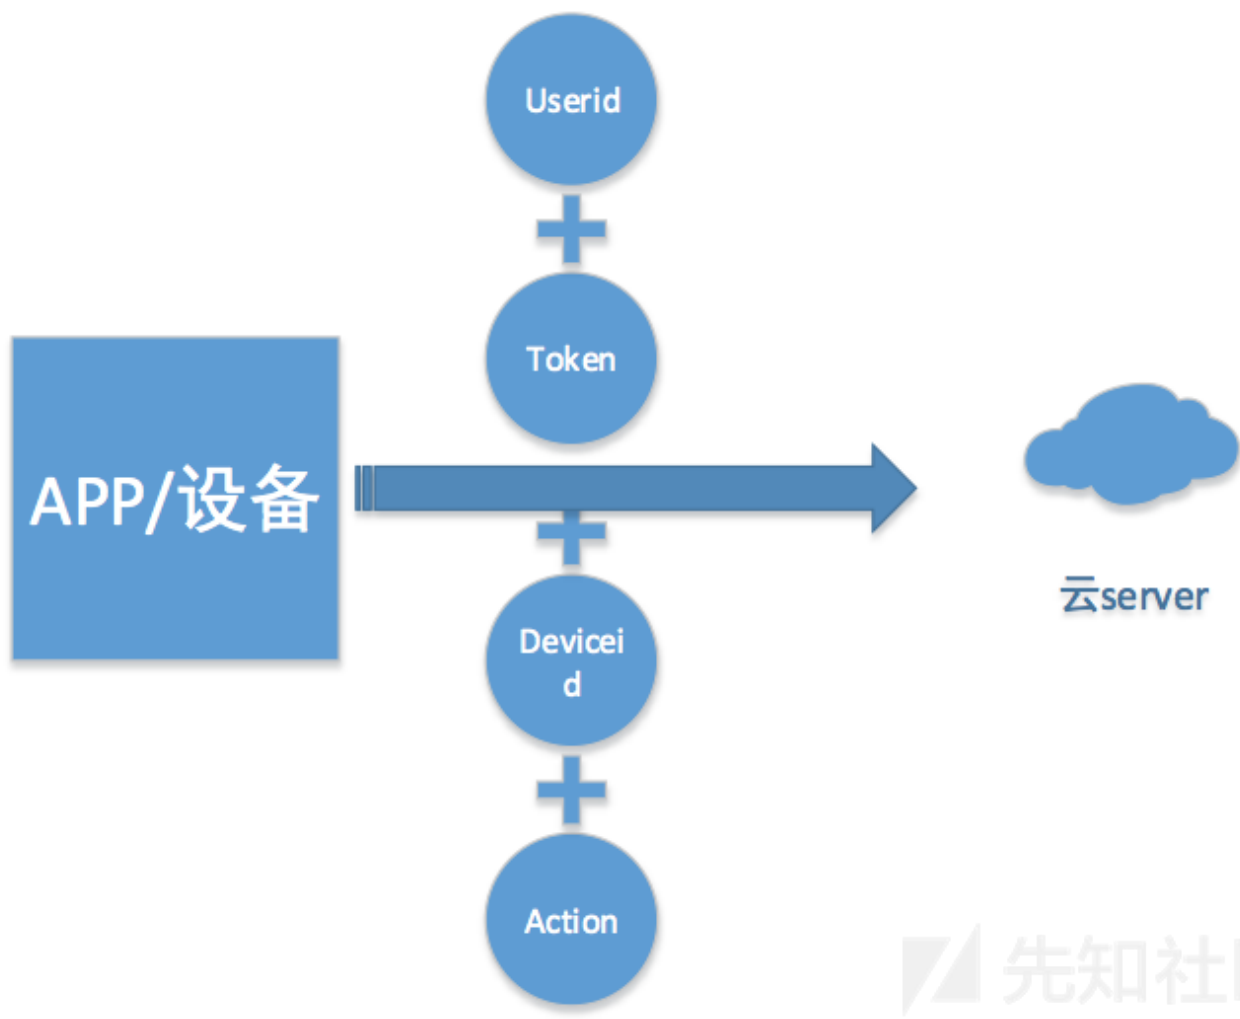 Userid
Token
APP/设备
云server
Devicei
d
Action
先知社